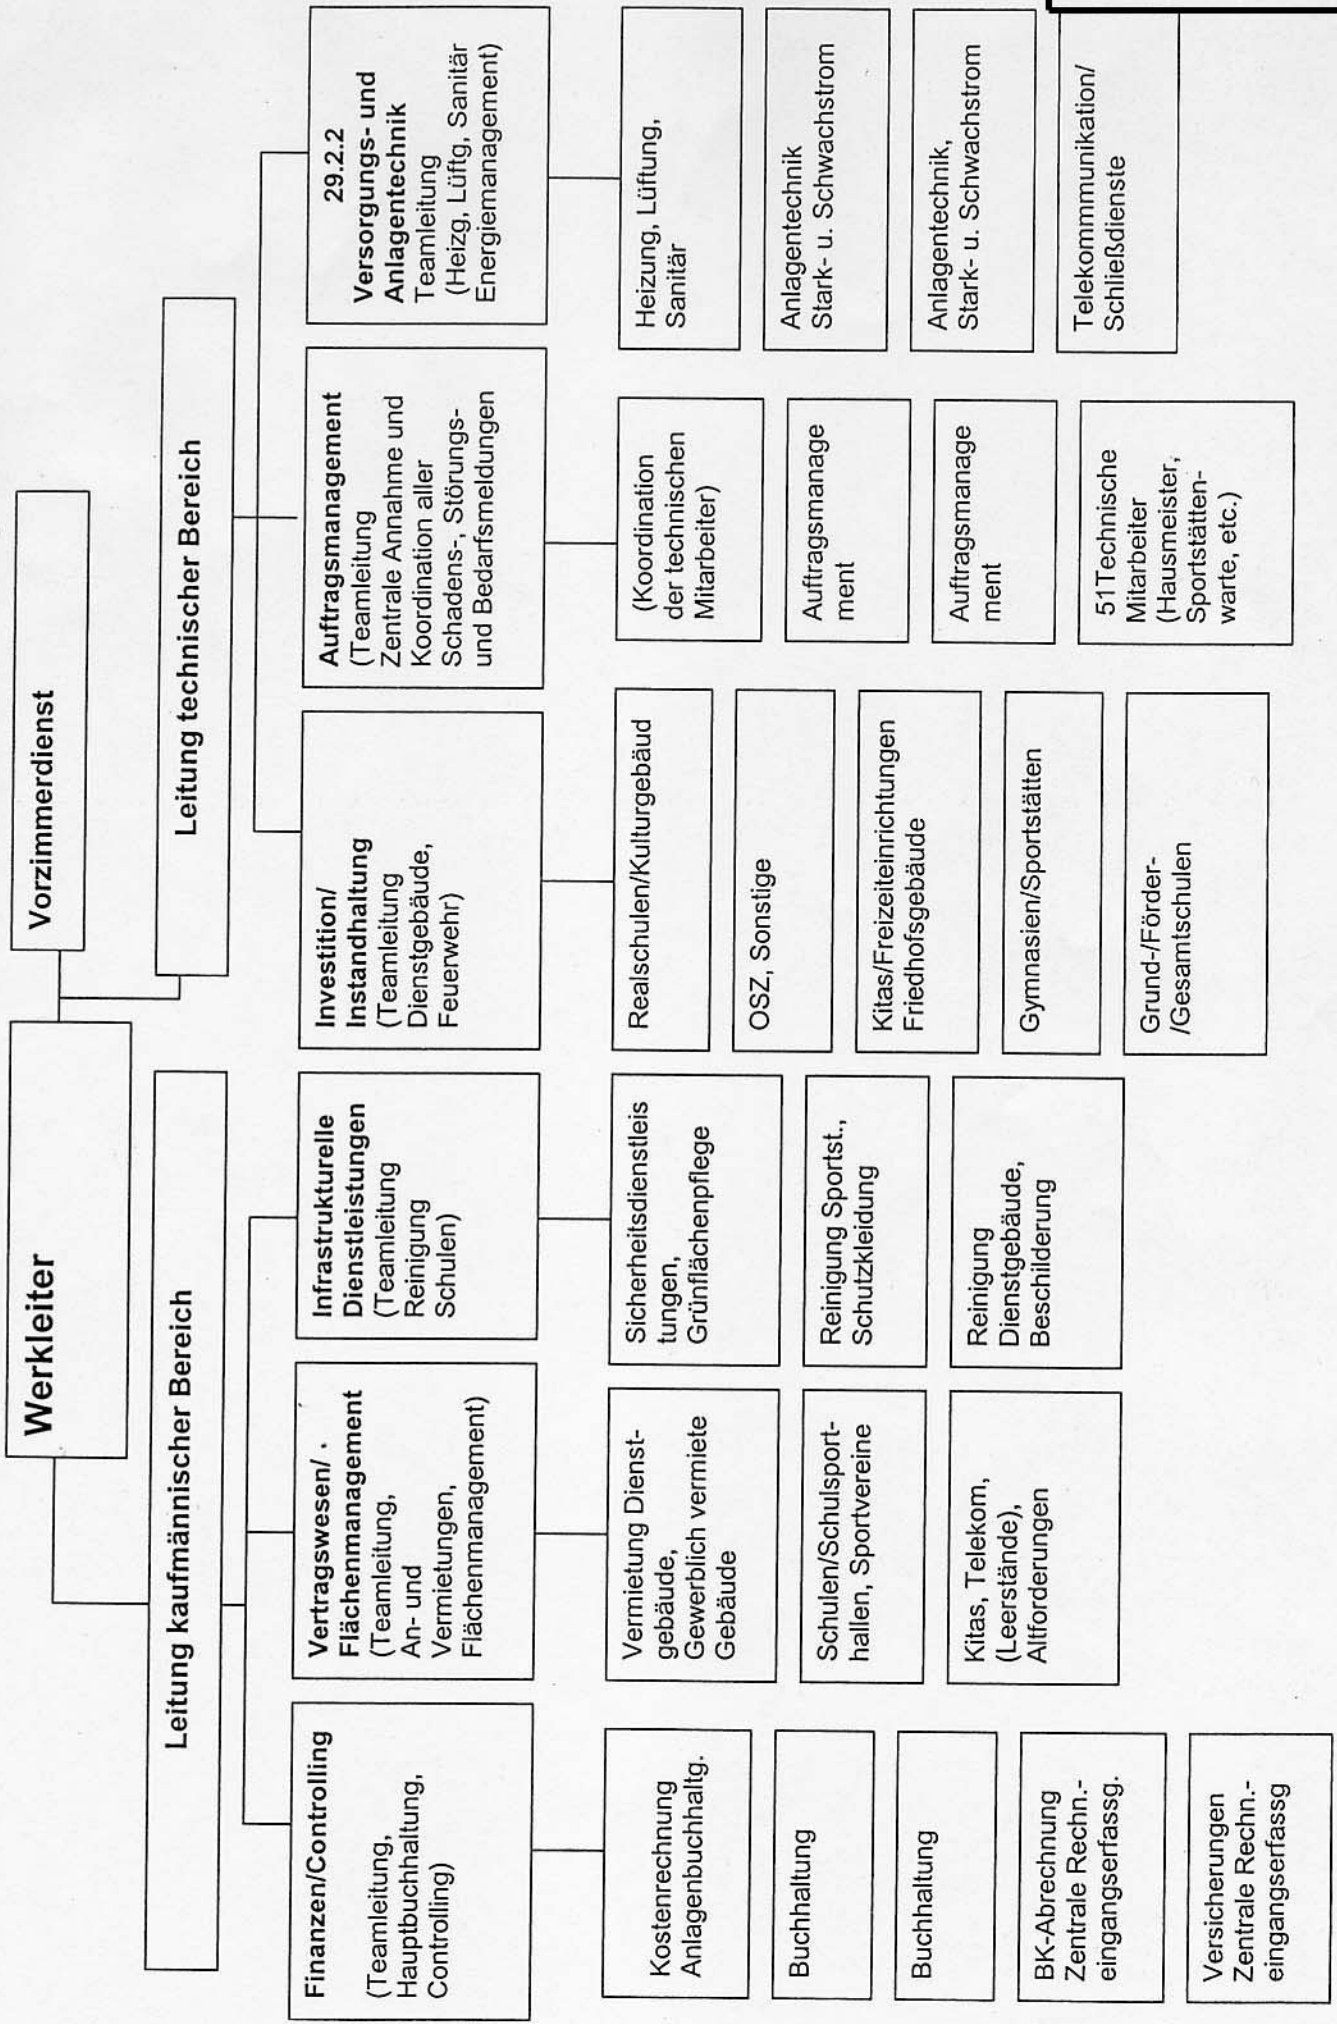 Werkleiter
Vorzimmerdienst
Leitung kaufmännischer Bereich
Leitung technischer Bereich
Finanzen/Controlling
(Teamleitung,
Hauptbuchhaltung,
Controlling)
Kostenrechnung
Anlagenbuchhaltg.
Buchhaltung
Buchhaltung
BK-Abrechnung
Zentrale Rechn.-
eingangserfassg.
Versicherungen
Zentrale Rechn.-
eingangserfassg
Vertragswesen/ .
Flächenmanagement
(Teamleitung,
An- und
Vermietungen,
Flächenmanagement)
Vermietung Dienst-
gebäude,
Gewerblich vermiete
Gebäude
Schulen/Schulsport-
hallen, Sportvereine
Kitas, Telekom,
(Leerstände),
Altforderungen
Infrastrukturelle
Dienstleistungen
(Teamleitung
Reinigung
Schulen)
Sicherheitsdienstleis
tungen,
Grünflächenpflege
Reinigung Sportst.,
Schutzkleidung
Reinigung
Dienstgebäude,
Beschilderung
Investition/
Instandhaltung
(Teamleitung
Dienstgebäude,
Feuerwehr)
Realschulen/Kulturgebäud
OSZ, Sonstige
Kitas/Freizeiteinrichtungen
Friedhofsgebäude
Gymnasien/Sportstätten
Grund-/Förder-
/Gesamtschulen
Auftragsmanagement
(Teamleitung
Zentrale Annahme und
Koordination aller
Schadens-, Störungs-
und Bedarfsmeldungen
(Koordination
der technischen
Mitarbeiter)
Auftragsmanage
ment
Auftragsmanage
ment
51Technische
Mitarbeiter
(Hausmeister,
Sportstätten-
warte, etc.)
29.2.2
Versorgungs- und
Anlagentechnik
Teamleitung
(Heizg, Lüftg, Sanitär
Energiemanagement)
Heizung, Lüftung,
Sanitär
Anlagentechnik
Stark- u. Schwachstrom
Anlagentechnik,
Stark- u. Schwachstrom
Telekommmunikation/
Schließdienste